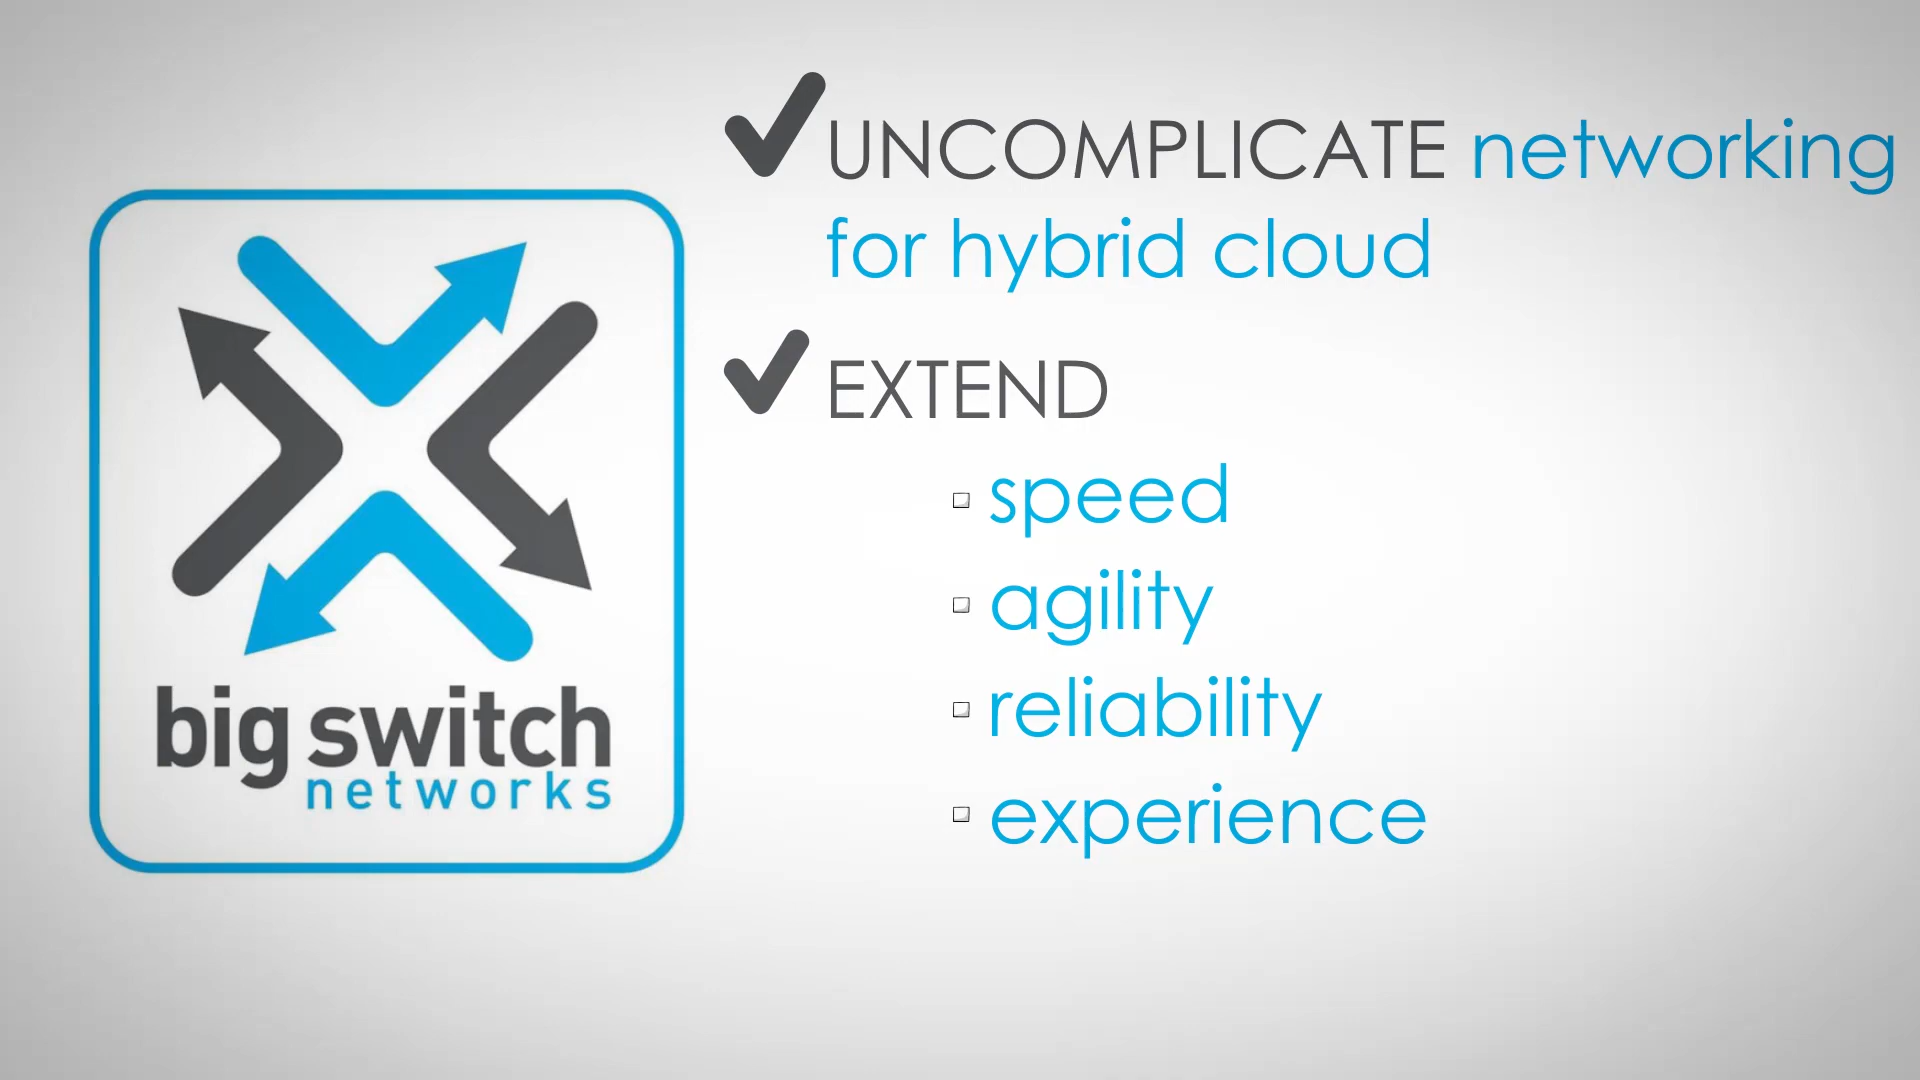 UNCOMPLICATE networking
for hybrid cloud
EXTEND
speed
agility
reliability
experience
big switch
networks